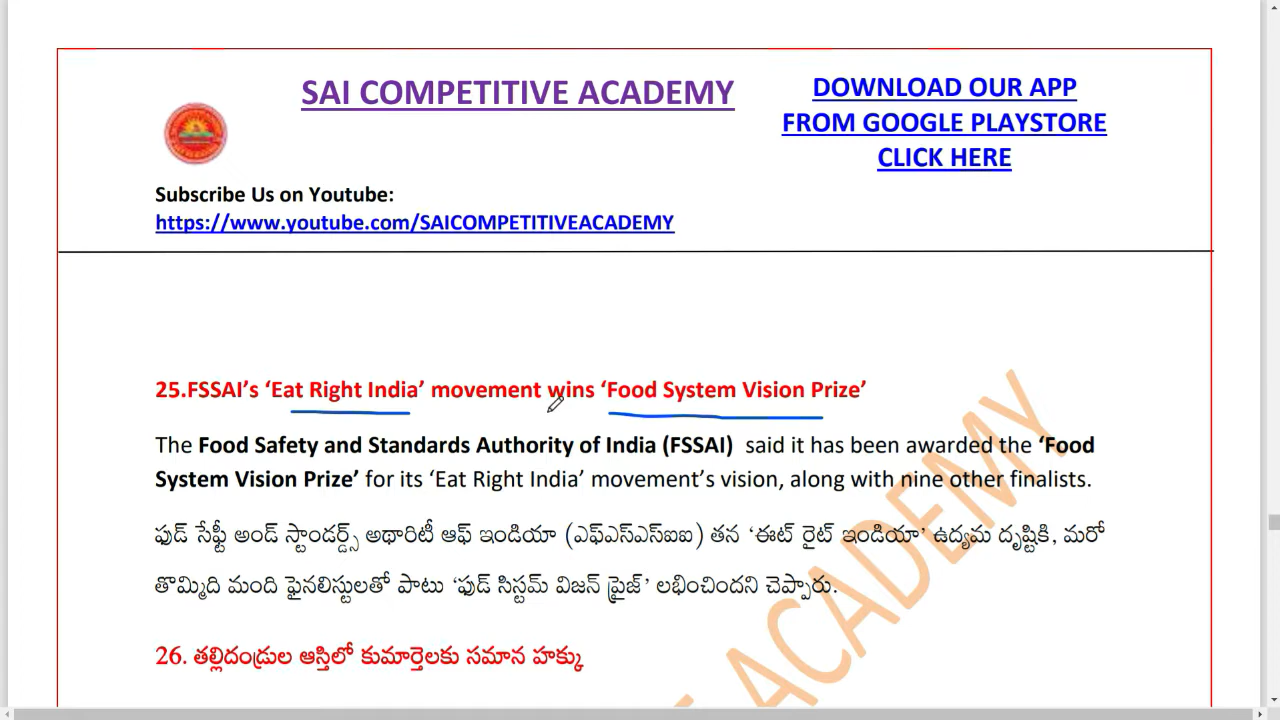 SAI COMPETITIVE ACADEMY
DOWNLOAD OUR APP
FROM GOOGLE PLAYSTORE
CLICK HERE
Subscribe Us on Youtube:
https://www.youtube.com/SAICOMPETITIVEACADEMY
25.FSSAI's ‘Eat Right India’ movement wins ‘Food System Vision Prize’
The Food Safety and Standards Authority of India (FSSAI) said it has been awarded the ‘Food
System Vision Prize’ for its ‘Eat Right India’ movement’s vision, along with nine other finalists.
ఫుడ్ సేఫ్టీ అండ్ స్టాండర్డ్స్ అథారిటీ ఆఫ్ ఇండియా (ఎఫ్ఎస్ఎస్ఐఐ) తన ‘ఈట్ రైట్ ఇండియా’ ఉద్యమ దృష్టికి, మరో
తొమ్మిది మంది ఫైనలిస్టులతో పాటు ‘ఫుడ్ సిస్టమ్ విజన్ ప్రైజ్’ లభించిందని చెప్పారు.
26. తల్లిదండ్రుల ఆస్తిలో కుమార్తెలకు సమాన హక్కు
E ACADEMY